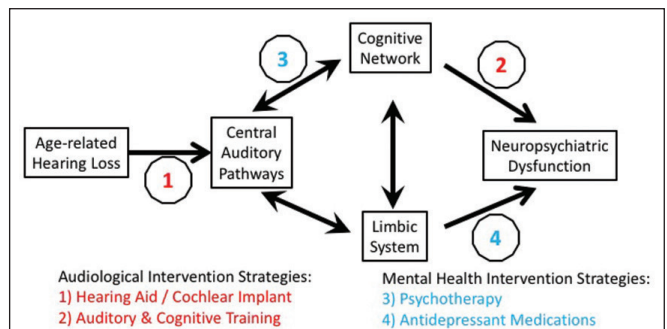 Cognitive
Network
3
2
Age-related
Hearing Loss
Central
Auditory
Pathways
Neuropsychiatric
Dysfunction
1
Limbic
System
4
Audiological Intervention Strategies:
1) Hearing Aid / Cochlear Implant
2) Auditory & Cognitive Training
Mental Health Intervention Strategies:
3) Psychotherapy
4) Antidepressant Medications